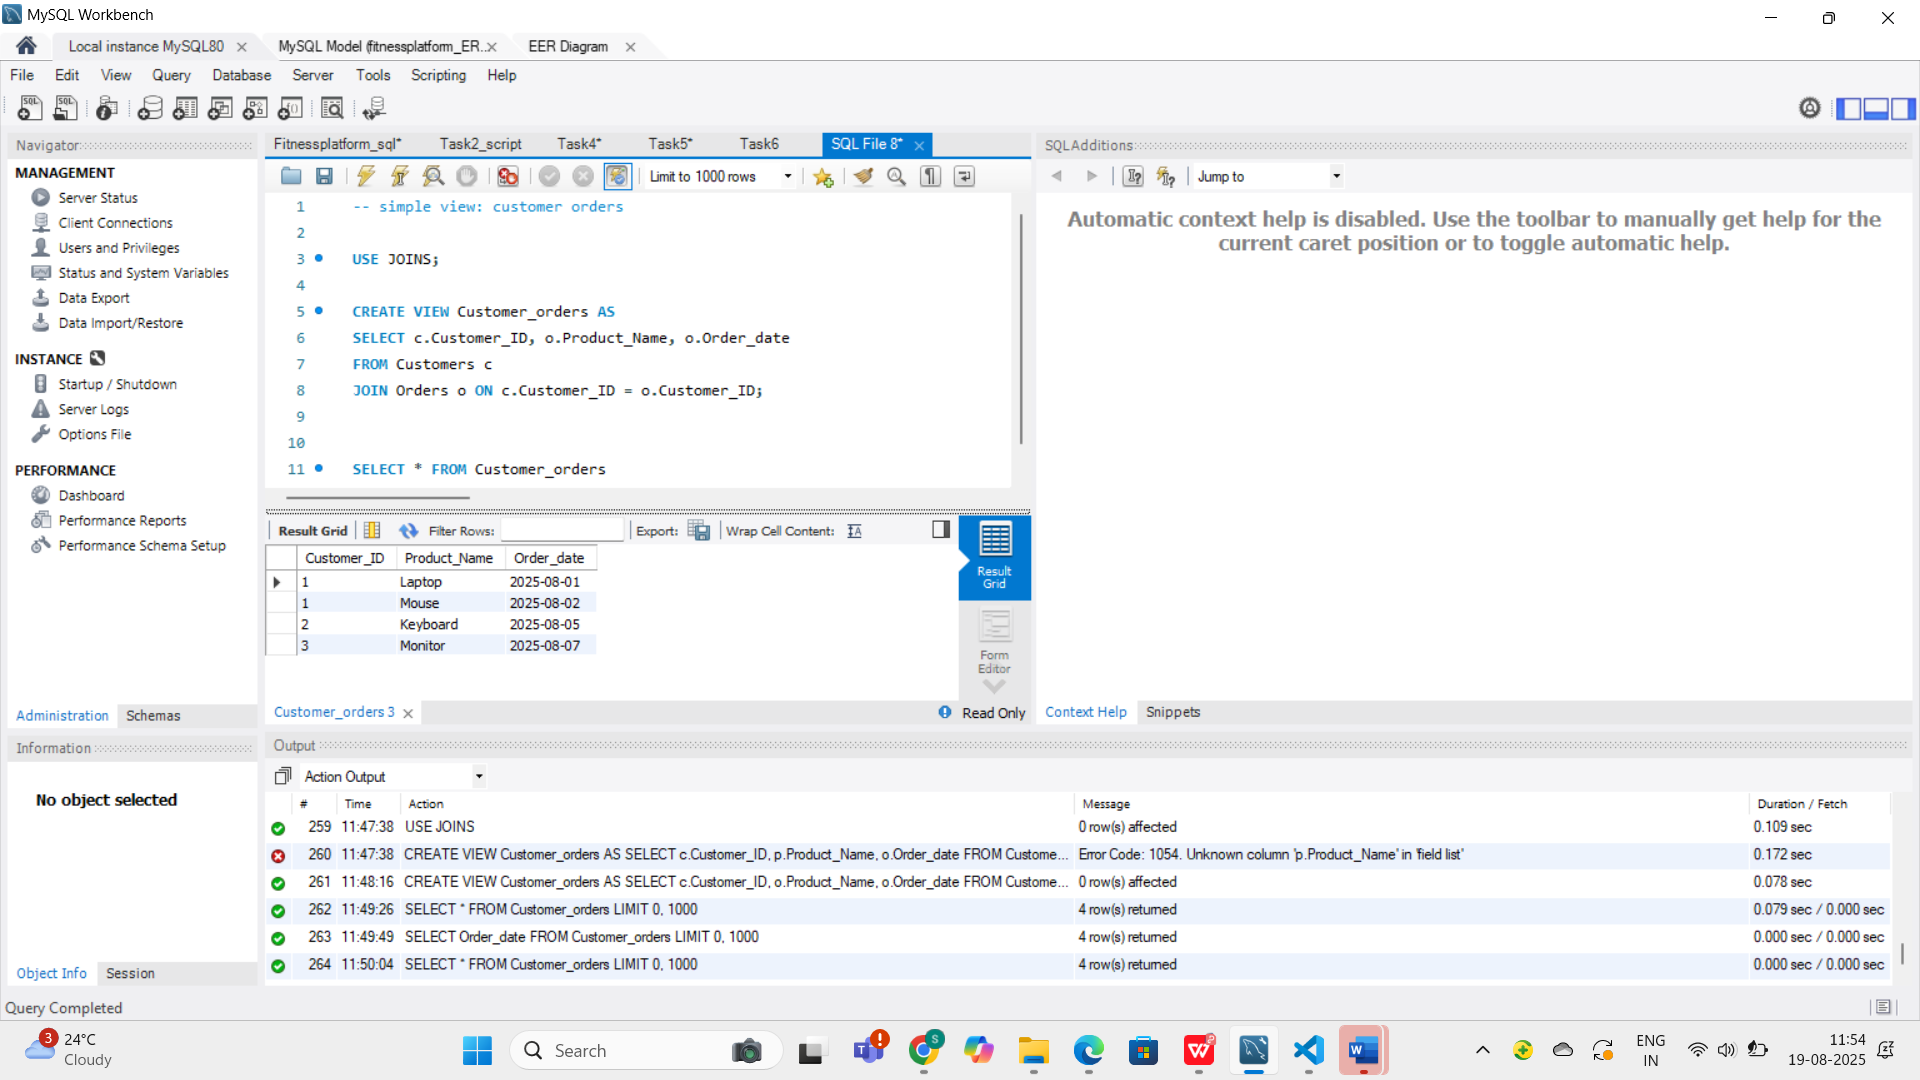 MySQL Workbench
Local instance MySQL80
MySQL Model (fitnessplatform_ER..
EER Diagram
File Edit View Query Database Server Tools Scripting Help
Navigator
MANAGEMENT
Server Status
Client Connections
Users and Privileges
Status and System Variables
Data Export
Data Import/Restore
INSTANCE
Startup / Shutdown
Server Logs
Options File
PERFORMANCE
Dashboard
Performance Reports
Performance Schema Setup
Administration Schemas
Information
No object selected
Object Info Session
Fitnessplatform_sql* Task2_script Task4* Task5* Task6 SQL File 8*
Limit to 1000 rows
1 -- simple view: customer orders
2
3 USE JOINS;
4
5 CREATE VIEW Customer_orders AS
6 SELECT c.Customer_ID, o.Product_Name, o.Order_date
7 FROM Customers c
8 JOIN Orders o ON c.Customer_ID = o.Customer_ID;
9
10
11 SELECT * FROM Customer_orders
Result Grid Filter Rows: Export: Wrap Cell Content:
Customer_ID Product_Name Order_date
1 Laptop 2025-08-01
1 Mouse 2025-08-02
2 Keyboard 2025-08-05
3 Monitor 2025-08-07
Result
Grid
Form
Editor
Customer_orders 3
Read Only
SQLAdditions
Jump to
Automatic context help is disabled. Use the toolbar to manually get help for the
current caret position or to toggle automatic help.
Context Help Snippets
Output
Action Output
# Time Action Message Duration / Fetch
259 11:47:38 USE JOINS 0 row(s) affected 0.109 sec
260 11:47:38 CREATE VIEW Customer_orders AS SELECT c.Customer_ID, p.Product_Name, o.Order_date FROM Custome... Error Code: 1054. Unknown column 'p.Product_Name' in 'field list' 0.172 sec
261 11:48:16 CREATE VIEW Customer_orders AS SELECT c.Customer_ID, o.Product_Name, o.Order_date FROM Custome... 0 row(s) affected 0.078 sec
262 11:49:26 SELECT * FROM Customer_orders LIMIT 0, 1000 4 row(s) returned 0.079 sec / 0.000 sec
263 11:49:49 SELECT Order_date FROM Customer_orders LIMIT 0, 1000 4 row(s) returned 0.000 sec / 0.000 sec
264 11:50:04 SELECT * FROM Customer_orders LIMIT 0, 1000 4 row(s) returned 0.000 sec / 0.000 sec
Query Completed
3
24°C
Cloudy
Search
S
ENG
IN
11:54
19-08-2025